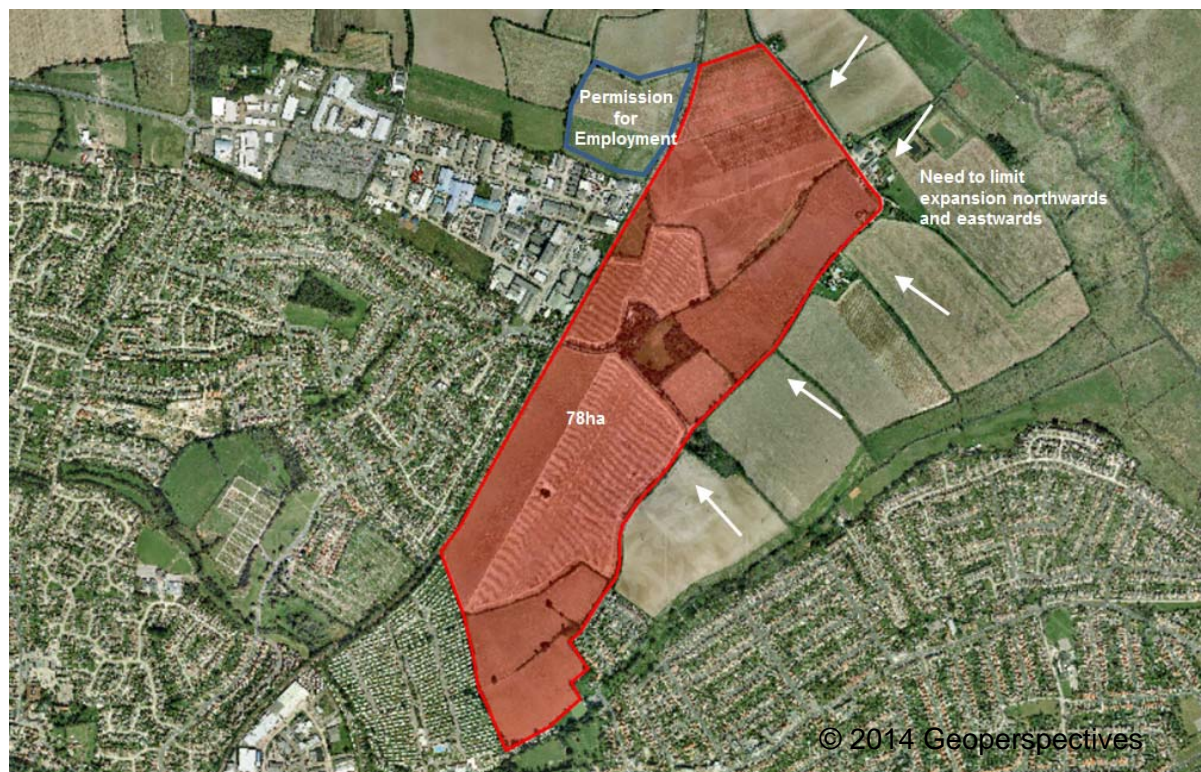 Permission
for
Employment
Need to limit
expansion northwards
and eastwards
78ha
© 2014 Geoperspectives